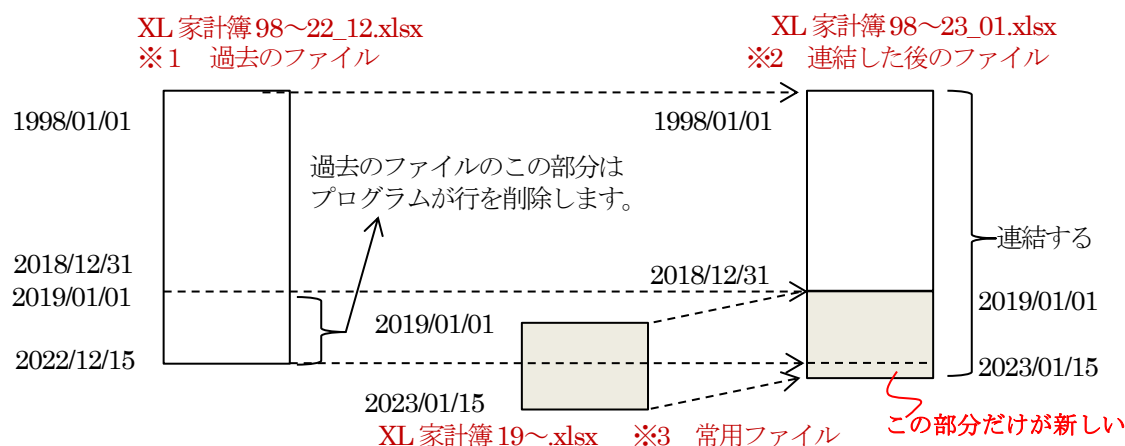 XL 家計簿 98～22_12.xlsx
※１　過去のファイル
XL 家計簿 98～23_01.xlsx
※2　連結した後のファイル
1998/01/01
1998/01/01
過去のファイルのこの部分は
プログラムが行を削除します。
連結する
2018/12/31
2018/12/31
2019/01/01
2019/01/01
2019/01/01
2022/12/15
2023/01/15
2023/01/15
この部分だけが新しい
XL 家計簿 19～.xlsx　※3　常用ファイル